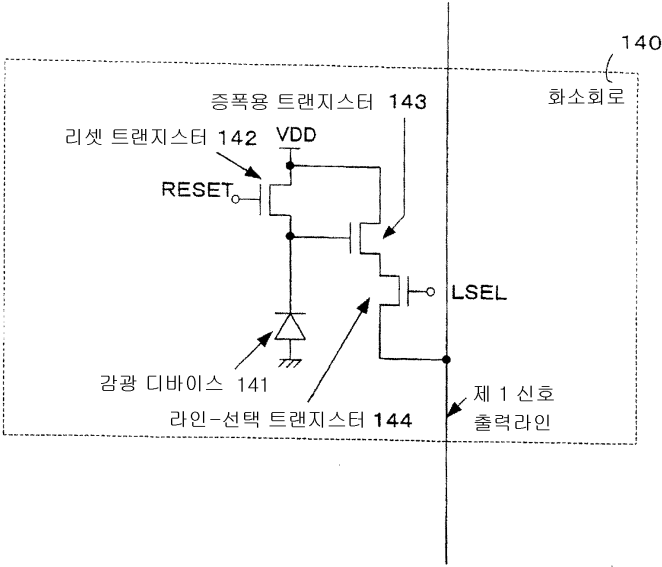 140
화소회로
증폭용 트랜지스터 143
리셋 트랜지스터 142
VDD
RESET
LSEL
감광 디바이스 141
라인-선택 트랜지스터 144
제 1 신호
출력라인